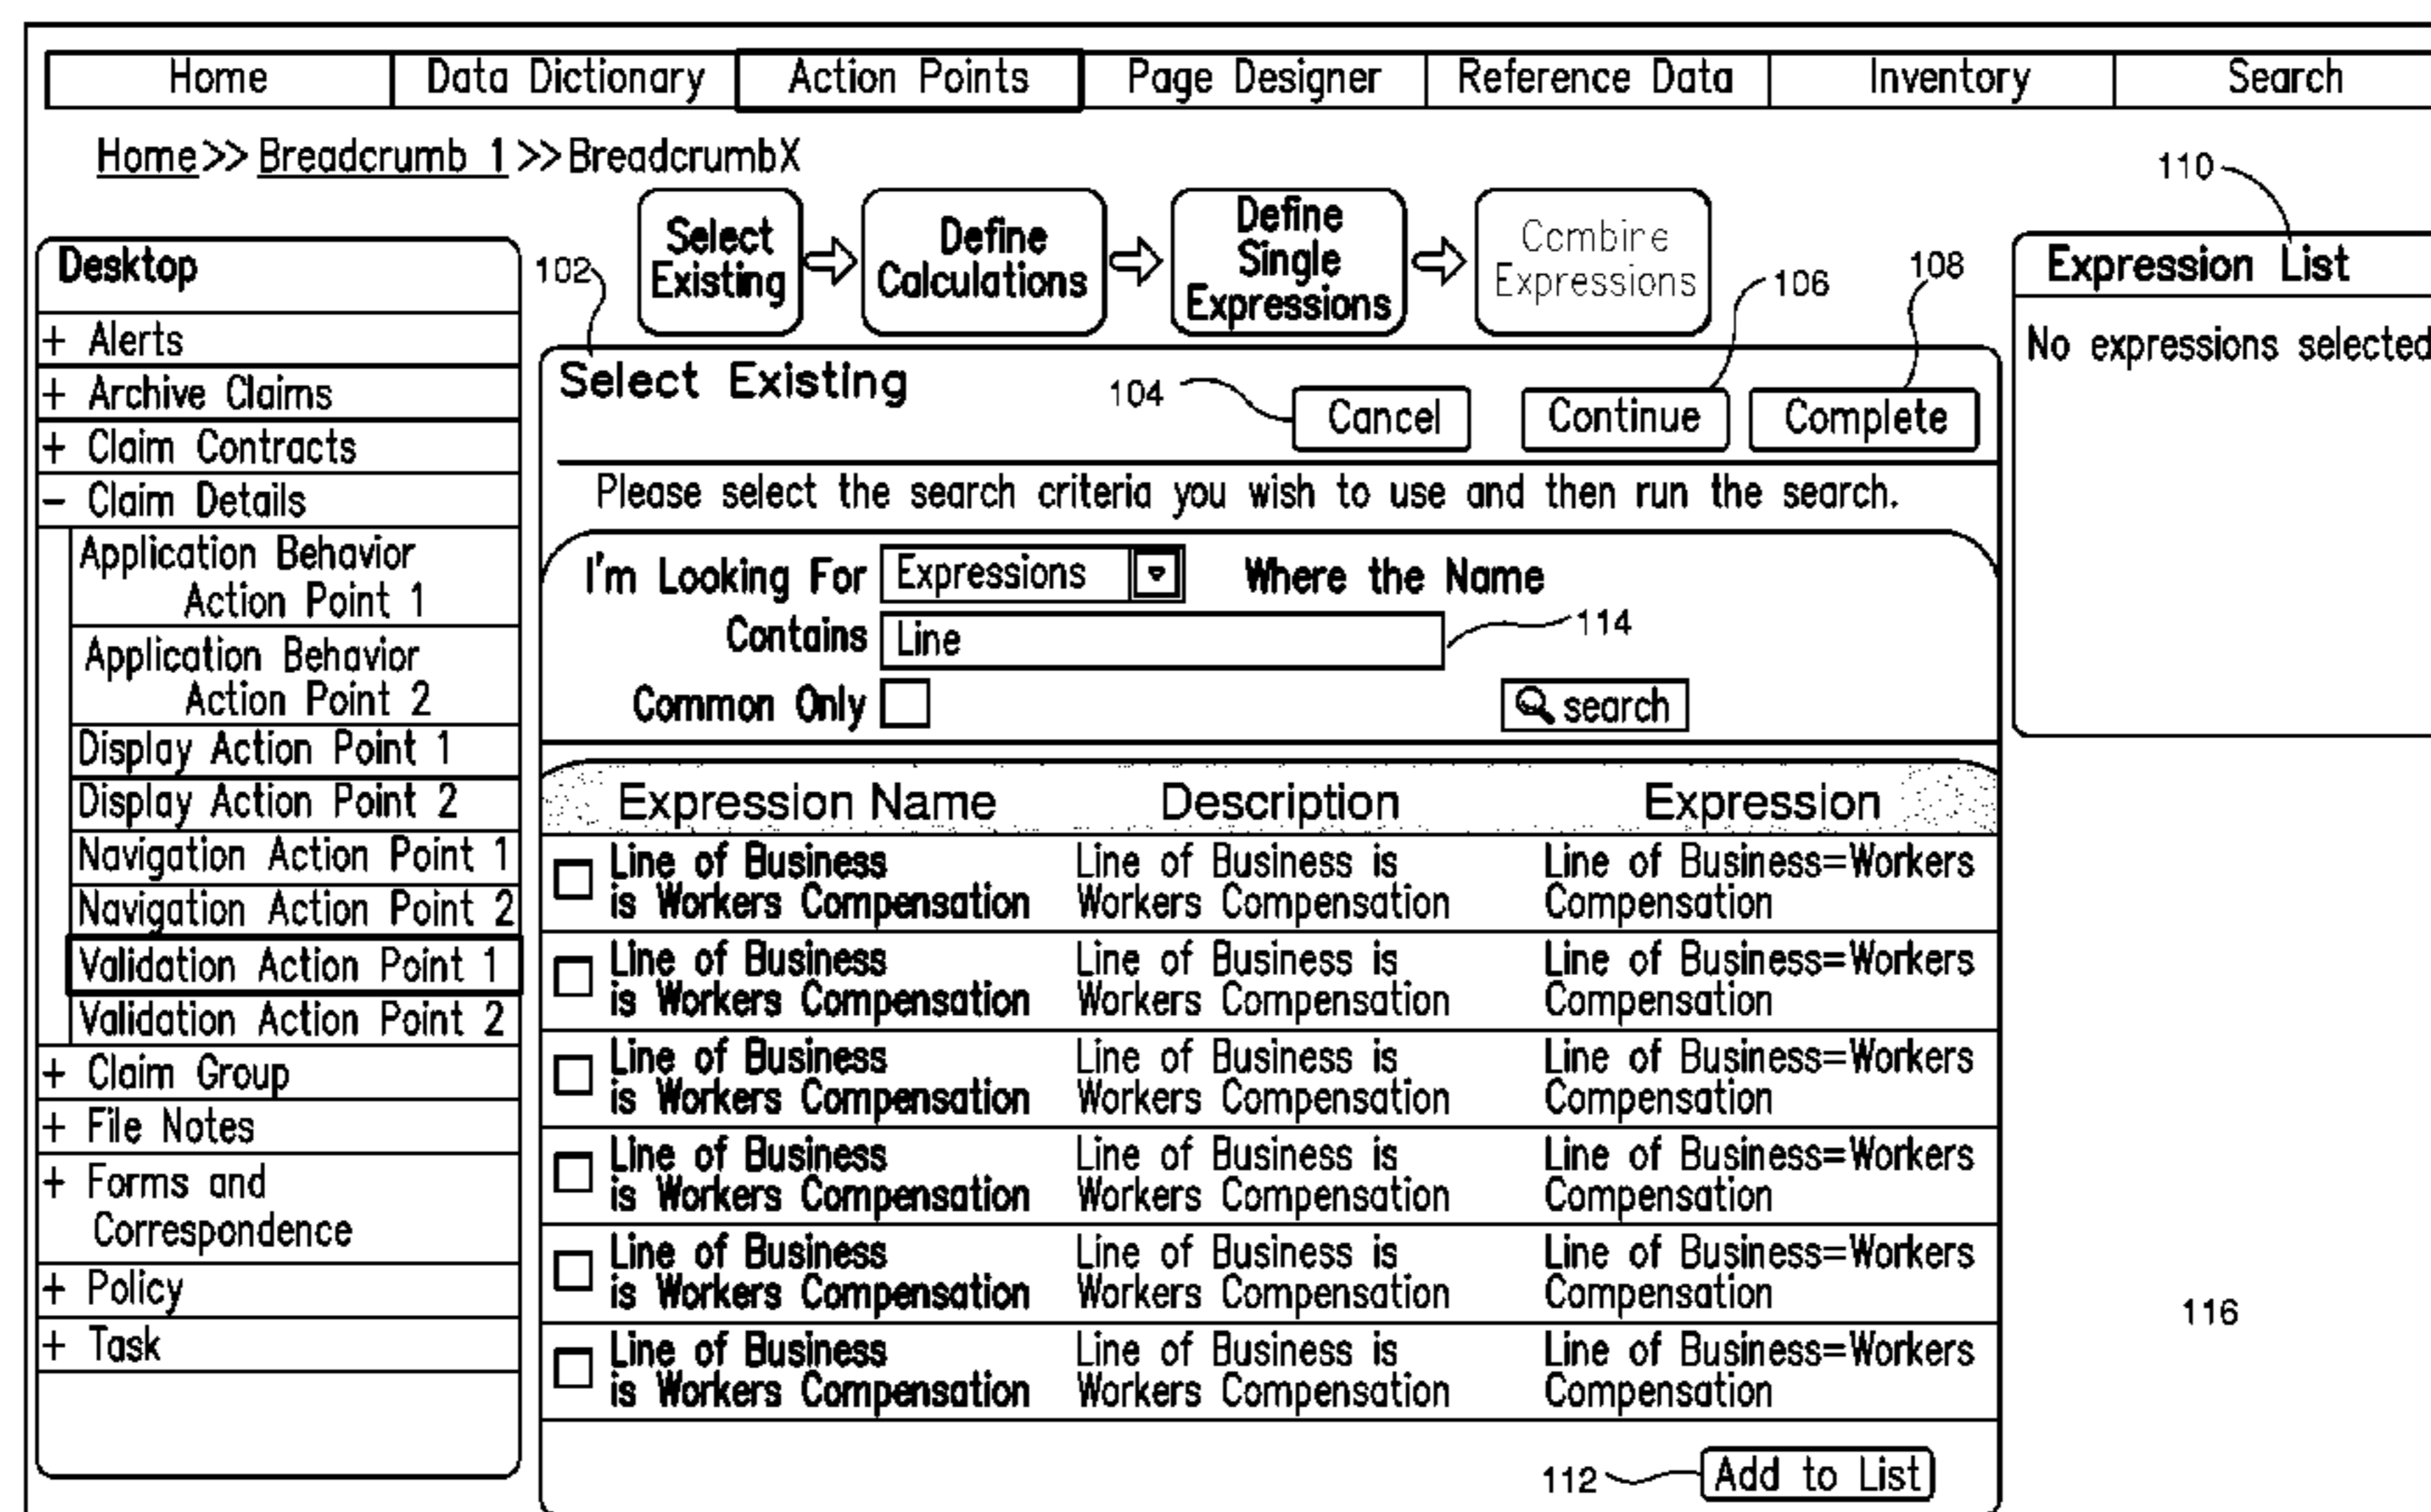 Home Data Dictionary Action Points Page Designer Reference Data Inventory Search
Home>> Breadcrumb 1>>BreadcrumbX
110
Select
Existing
Define
Calculations
Define
Single
Expressions
Combine
Expressions
Desktop
+ Alerts
+ Archive Claims
+ Claim Contracts
- Claim Details
Application Behavior
Action Point 1
Application Behavior
Action Point 2
Display Action Point 1
Display Action Point 2
Navigation Action Point 1
Navigation Action Point 2
Validation Action Point 1
Validation Action Point 2
+ Claim Group
+ File Notes
+ Forms and
Correspondence
+ Policy
+ Task
102
106
108
Select Existing
104
Cancel Continue Complete
Please select the search criteria you wish to use and then run the search.
I'm Looking For Expressions Where the Name
Contains Line
114
Common Only search
Expression Name Description Expression
Line of Business Line of Business is Line of Business=Workers
is Workers Compensation Workers Compensation Compensation
Line of Business Line of Business is Line of Business=Workers
is Workers Compensation Workers Compensation Compensation
Line of Business Line of Business is Line of Business=Workers
is Workers Compensation Workers Compensation Compensation
Line of Business Line of Business is Line of Business=Workers
is Workers Compensation Workers Compensation Compensation
Line of Business Line of Business is Line of Business=Workers
is Workers Compensation Workers Compensation Compensation
Line of Business Line of Business is Line of Business=Workers
is Workers Compensation Workers Compensation Compensation
112
Add to List
Expression List
No expressions selected
116